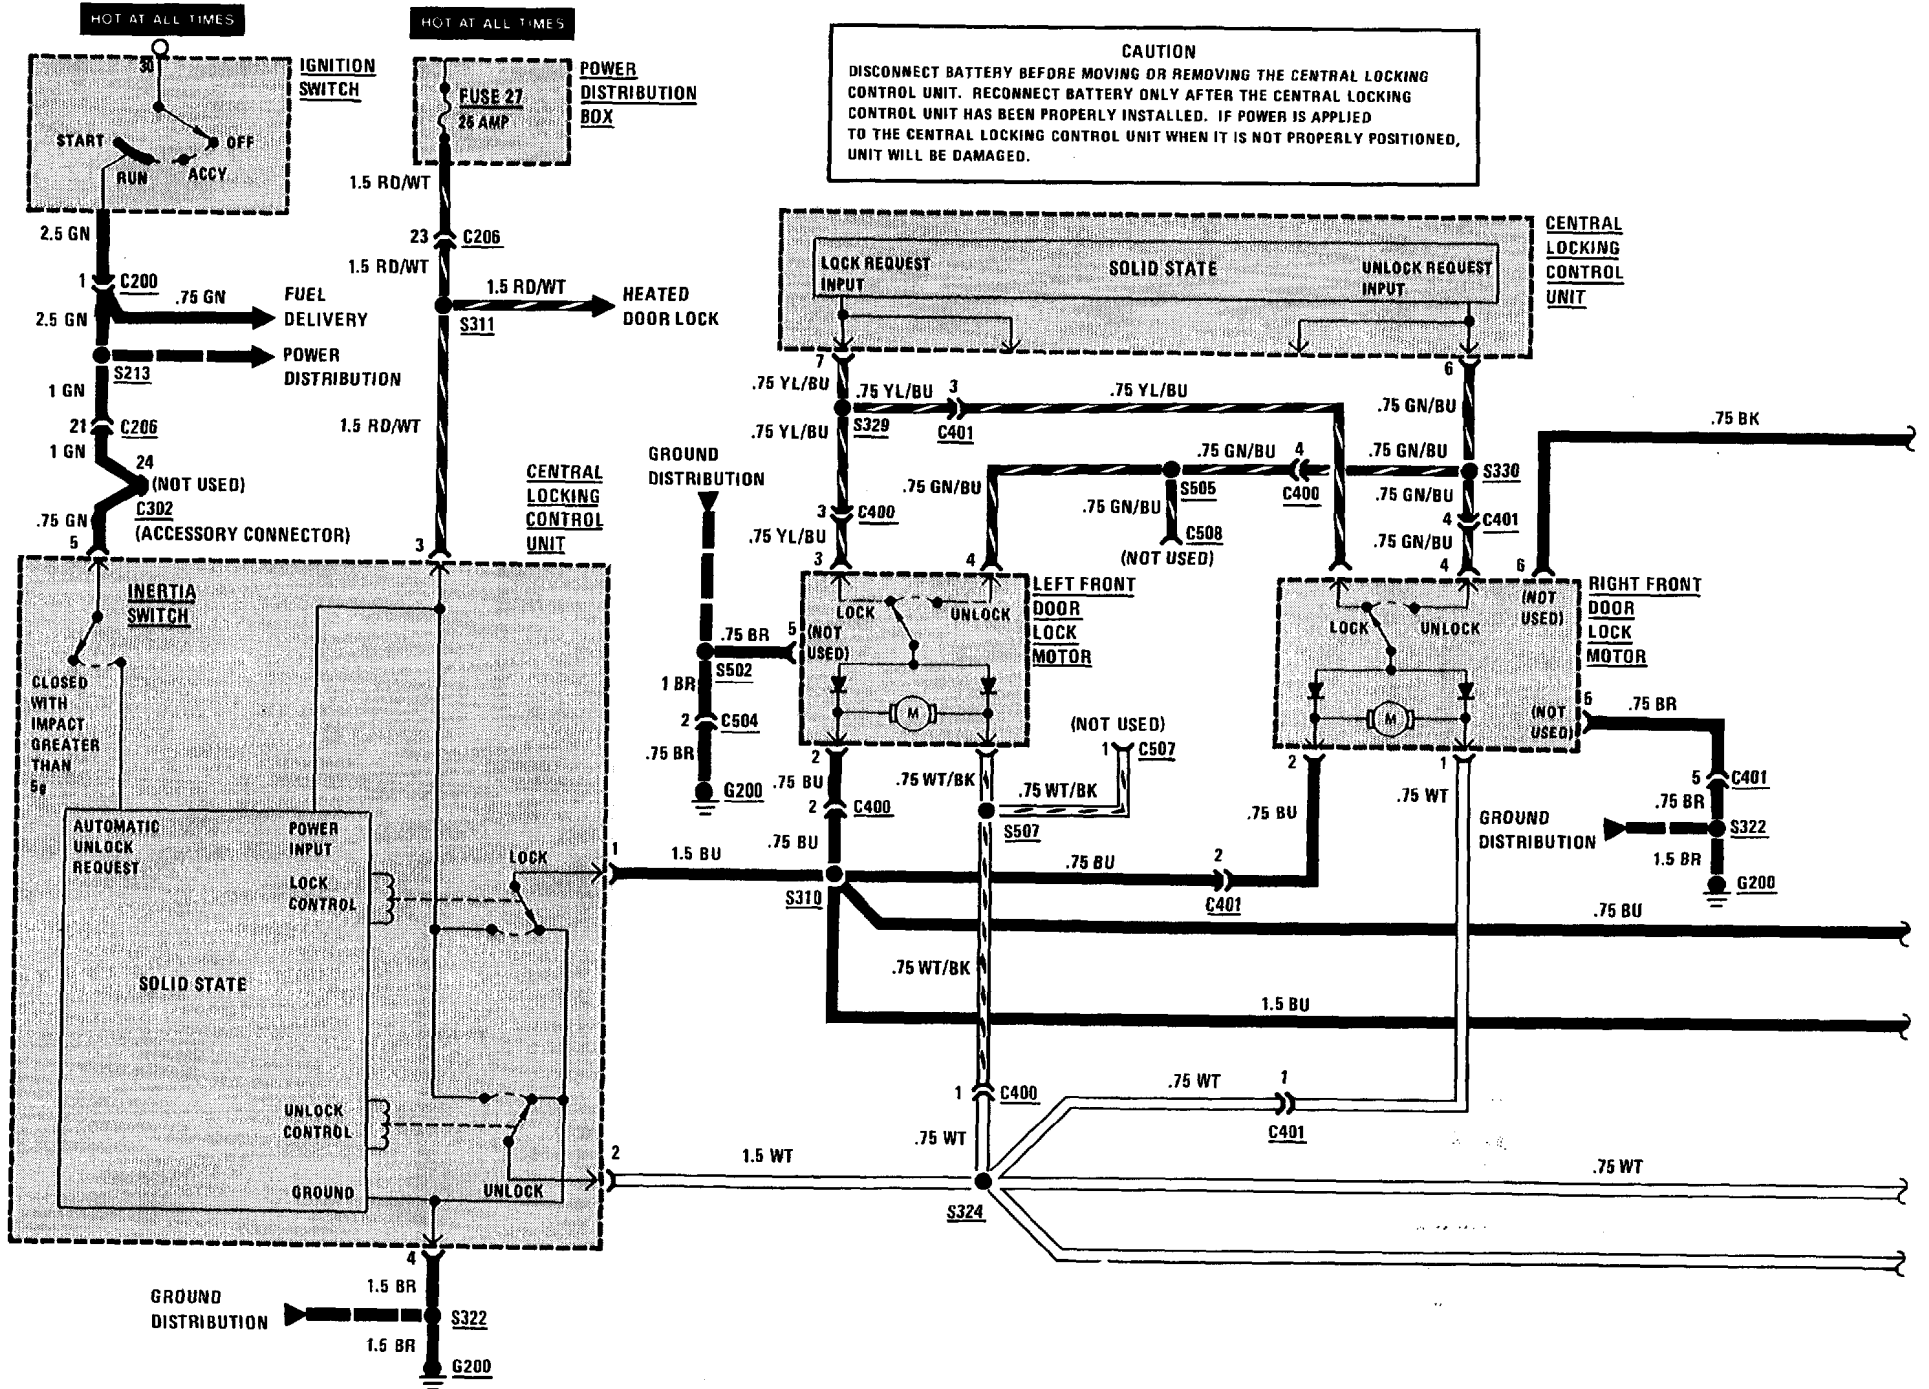 HOT AT ALL TIMES
HOT AT ALL TIMES
30
IGNITION
SWITCH
START
OFF
RUN
ACCY
FUSE 27
25 AMP
POWER
DISTRIBUTION
BOX
CAUTION
DISCONNECT BATTERY BEFORE MOVING OR REMOVING THE CENTRAL LOCKING
CONTROL UNIT. RECONNECT BATTERY ONLY AFTER THE CENTRAL LOCKING
CONTROL UNIT HAS BEEN PROPERLY INSTALLED. IF POWER IS APPLIED
TO THE CENTRAL LOCKING CONTROL UNIT WHEN IT IS NOT PROPERLY POSITIONED,
UNIT WILL BE DAMAGED.
2.5 GN
1 C200
.75 GN
FUEL
DELIVERY
2.5 GN
POWER
DISTRIBUTION
S213
1 GN
21 C206
1 GN
24
(NOT USED)
C302
(ACCESSORY CONNECTOR)
.75 GN
5
1.5 RD/WT
23 C206
1.5 RD/WT
1.5 RD/WT
HEATED
DOOR LOCK
S311
1.5 RD/WT
3
CENTRAL
LOCKING
CONTROL
UNIT
LOCK REQUEST
INPUT
SOLID STATE
UNLOCK REQUEST
INPUT
CENTRAL
LOCKING
CONTROL
UNIT
7
6
.75 YL/BU
.75 YL/BU
3
.75 YL/BU
.75 GN/BU
S329
C401
.75 YL/BU
.75 BK
GROUND
DISTRIBUTION
.75 GN/BU
4
.75 GN/BU
S330
.75 GN/BU
S505
C400
.75 GN/BU
.75 GN/BU
3 C400
4 C401
C508
(NOT USED)
.75 YL/BU
.75 GN/BU
3
4
4
6
INERTIA
SWITCH
CLOSED
WITH
IMPACT
GREATER
THAN
5g
LOCK
UNLOCK
(NOT
USED)
M
LEFT FRONT
DOOR
LOCK
MOTOR
.75 BR
5
S502
1 BR
2 C504
.75 BR
G200
LOCK
UNLOCK
(NOT
USED)
(NOT
USED)
M
RIGHT FRONT
DOOR
LOCK
MOTOR
6
.75 BR
5 C401
.75 BR
GROUND
DISTRIBUTION
S322
1.5 BR
G200
(NOT USED)
1 C507
2
.75 BU
.75 WT/BK
.75 WT/BK
2 C400
S507
.75 BU
2
1
.75 BU
.75 WT
AUTOMATIC
UNLOCK
REQUEST
POWER
INPUT
LOCK
CONTROL
LOCK
1
1.5 BU
S310
.75 BU
2
C401
.75 BU
.75 WT/BK
1.5 BU
SOLID STATE
1 C400
.75 WT
1
C401
.75 WT
UNLOCK
CONTROL
GROUND
UNLOCK
2
1.5 WT
.75 WT
S324
4
1.5 BR
GROUND
DISTRIBUTION
S322
1.5 BR
G200